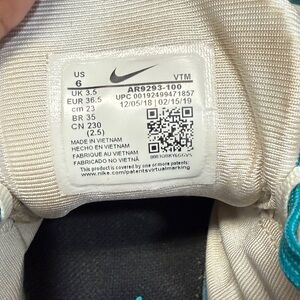 US
6
VTM
UK 3.5
AR9293-100
EUR 36.5
UPC 00192499471857
cm 23
12/05/18 | 02/15/19
BR 35
CN 230
(2.5)
MADE IN VIETNAM
HECHO EN VIETNAM
FABRIQUE AU VIETNAM
FABRICADO NO VIETNÃ
This product is covered by one or more patents:
www.nike.com/patentsvirtualmarking